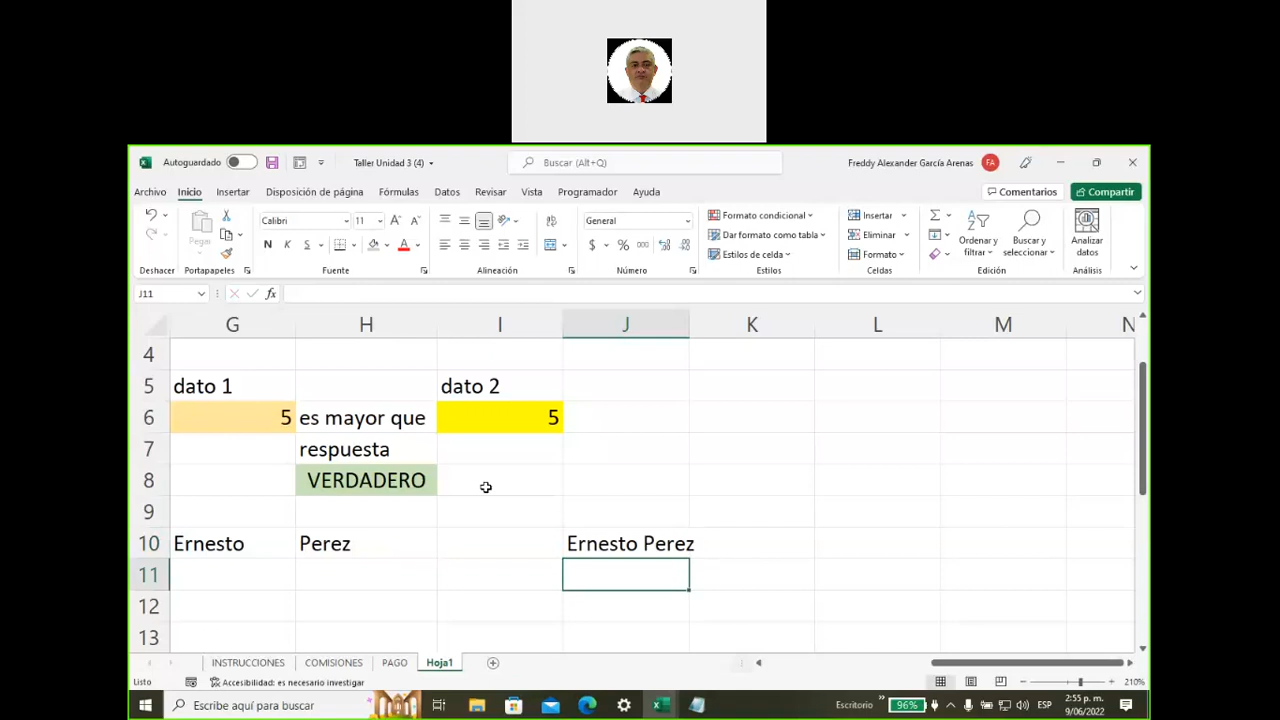 Autoguardado
Taller Unidad 3 (4)
Buscar (Alt+Q)
Freddy Alexander García Arenas
FA
Archivo Inicio Insertar Disposición de página Fórmulas Datos Revisar Vista Programador Ayuda
Comentarios
Compartir
Pegar
Calibri 11
N K S
General
$ % 000
Formato condicional
Dar formato como tabla
Estilos de celda
Insertar
Eliminar
Formato
Ordenar y filtrar
Buscar y seleccionar
Analizar datos
Deshacer Portapapeles Fuente Alineación Número Estilos Celdas Edición Análisis
J11 fx
G H I J K L M N
4
5 dato 1 dato 2
6 5 es mayor que 5
7 respuesta
8 VERDADERO
9
10 Ernesto Perez Ernesto Perez
11
12
13
INSTRUCCIONES COMISIONES PAGO Hoja1
Listo Accesibilidad: es necesario investigar 210%
Escribe aquí para buscar
Escritorio
96%
ESP
2:55 p. m.
9/06/2022